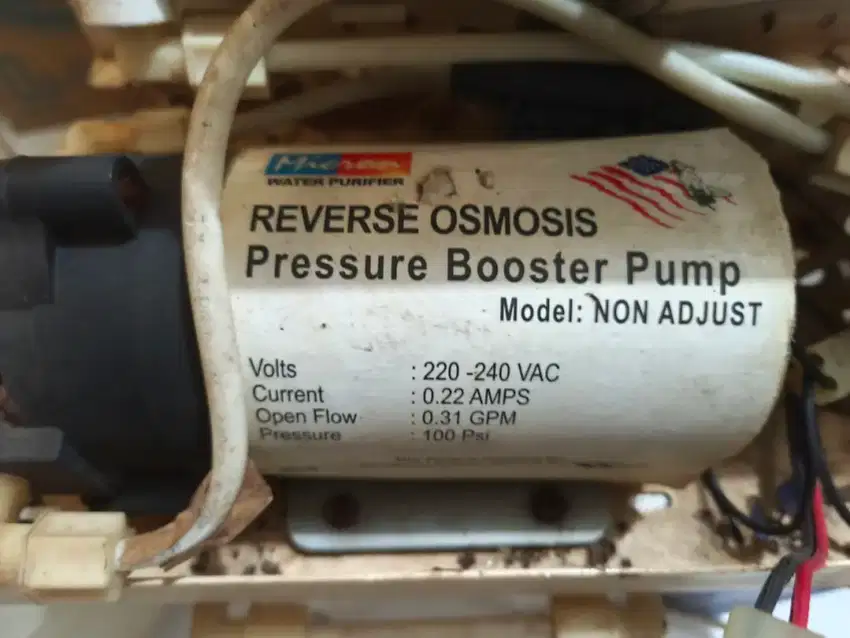 Micron
WATER PURIFIER
REVERSE OSMOSIS
Pressure Booster Pump
Model: NON ADJUST
Volts : 220 -240 VAC
Current : 0.22 AMPS
Open Flow : 0.31 GPM
Pressure : 100 Psi